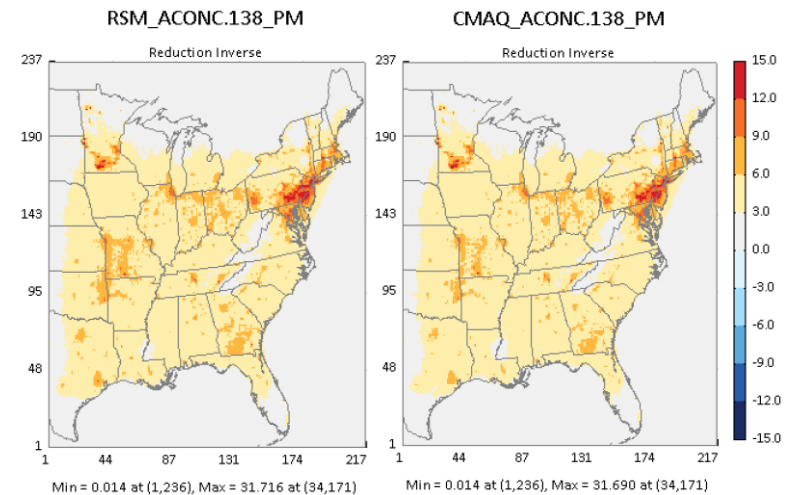 RSM_ACONC.138_PM
CMAQ_ACONC.138_PM
Reduction Inverse
Reduction Inverse
237
190
143
95
48
1
1 44 87 131 174 217
Min = 0.014 at (1,236), Max = 31.716 at (34,171)
237
190
143
95
48
1
1 44 87 131 174 217
Min = 0.014 at (1,236), Max = 31.690 at (34,171)
15.0
12.0
9.0
6.0
3.0
0.0
-3.0
-6.0
-9.0
-12.0
-15.0